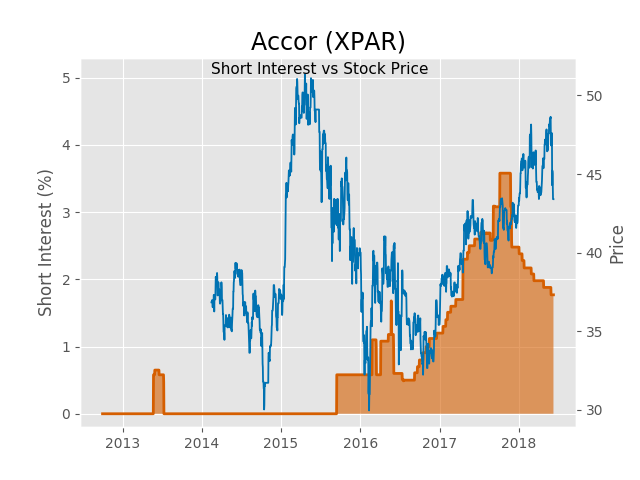 Accor (XPAR)
Short Interest vs Stock Price
Short Interest (%)
5
4
3
2
1
0
50
45
40
35
30
Price
2013 2014 2015 2016 2017 2018